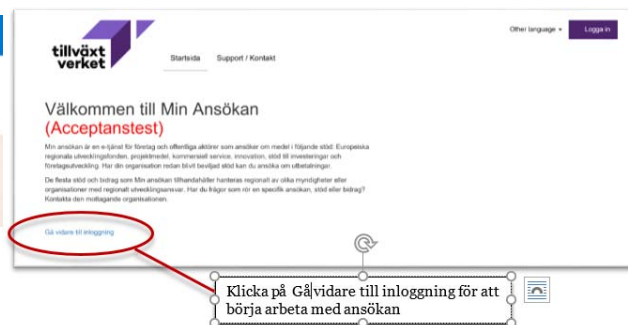 Other language
Logga in
tillväxt
verket
Startsida
Support / Kontakt
Välkommen till Min Ansökan
(Acceptanstest)
Min ansökan är en e-tjänst för företag och offentliga aktörer som ansöker om medel i följande stöd: Europeiska
regionala utvecklingsfonden, projektmedel, kommersiell service, innovation, stöd till investeringar och
företagsutveckling. Har din organisation redan blivit beviljad stöd kan du ansöka om utbetalningar.
De flesta stöd och bidrag som Min ansökan tillhandahåller hanteras regionalt av olika myndigheter eller
organisationer med regionalt utvecklingsansvar. Har du frågor som rör en specifik ansökan, stöd eller bidrag?
Kontakta den mottagande organisationen.
Gå vidare till inloggning
Klicka på Gå vidare till inloggning för att
börja arbeta med ansökan